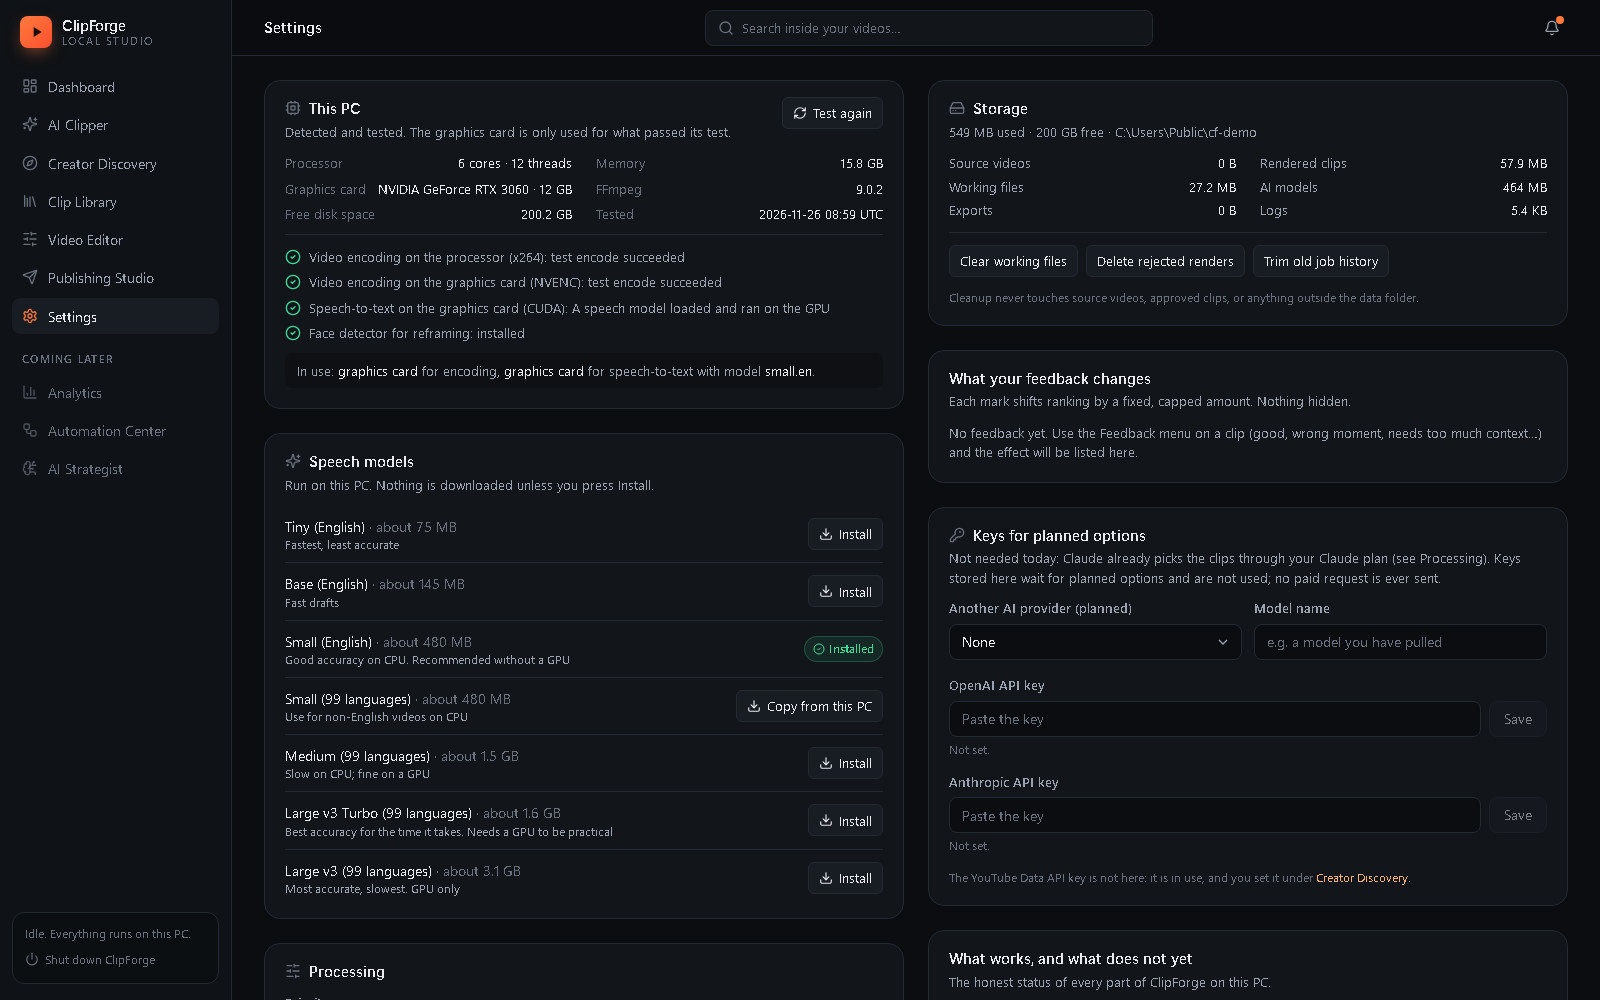 ClipForge
LOCAL STUDIO
Dashboard
AI Clipper
Creator Discovery
Clip Library
Video Editor
Publishing Studio
Settings
COMING LATER
Analytics
Automation Center
AI Strategist
Idle. Everything runs on this PC.
Shut down ClipForge
Settings
Search inside your videos...
This PC
Test again
Detected and tested. The graphics card is only used for what passed its test.
Processor 6 cores · 12 threads Memory 15.8 GB
Graphics card NVIDIA GeForce RTX 3060 · 12 GB FFmpeg 9.0.2
Free disk space 200.2 GB Tested 2026-11-26 08:59 UTC
Video encoding on the processor (x264): test encode succeeded
Video encoding on the graphics card (NVENC): test encode succeeded
Speech-to-text on the graphics card (CUDA): A speech model loaded and ran on the GPU
Face detector for reframing: installed
In use: graphics card for encoding, graphics card for speech-to-text with model small.en.
Speech models
Run on this PC. Nothing is downloaded unless you press Install.
Tiny (English) · about 75 MB
Fastest, least accurate
Install
Base (English) · about 145 MB
Fast drafts
Install
Small (English) · about 480 MB
Good accuracy on CPU. Recommended without a GPU
Installed
Small (99 languages) · about 480 MB
Use for non-English videos on CPU
Copy from this PC
Medium (99 languages) · about 1.5 GB
Slow on CPU; fine on a GPU
Install
Large v3 Turbo (99 languages) · about 1.6 GB
Best accuracy for the time it takes. Needs a GPU to be practical
Install
Large v3 (99 languages) · about 3.1 GB
Most accurate, slowest. GPU only
Install
Processing
Storage
549 MB used · 200 GB free · C:\Users\Public\cf-demo
Source videos 0 B Rendered clips 57.9 MB
Working files 27.2 MB AI models 464 MB
Exports 0 B Logs 5.4 KB
Clear working files
Delete rejected renders
Trim old job history
Cleanup never touches source videos, approved clips, or anything outside the data folder.
What your feedback changes
Each mark shifts ranking by a fixed, capped amount. Nothing hidden.
No feedback yet. Use the Feedback menu on a clip (good, wrong moment, needs too much context...)
and the effect will be listed here.
Keys for planned options
Not needed today: Claude already picks the clips through your Claude plan (see Processing). Keys
stored here wait for planned options and are not used; no paid request is ever sent.
Another AI provider (planned) Model name
None e.g. a model you have pulled
OpenAI API key
Paste the key Save
Not set.
Anthropic API key
Paste the key Save
Not set.
The YouTube Data API key is not here: it is in use, and you set it under Creator Discovery.
What works, and what does not yet
The honest status of every part of ClipForge on this PC.